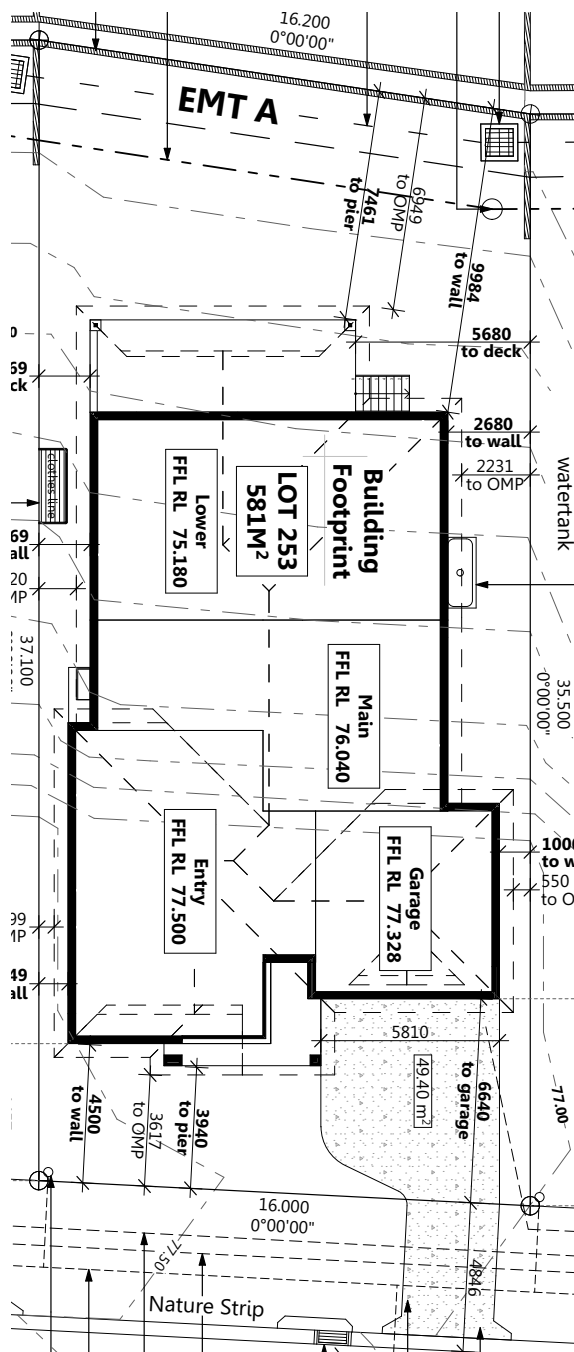 16.200
0°00'00"
EMT A
7461
to pier
6949
to OMP
9984
to wall
5680
to deck
2680
to wall
2231
to OMP
watertank
clothes line
Building
Footprint
LOT 253
581M²
Lower
FFL RL 75.180
37.100
35.500
0°00'00"
Main
FFL RL 76.040
Entry
FFL RL 77.500
Garage
FFL RL 77.328
550
5810
49.40 m²
6640
to garage
77.00
4500
to wall
3617
to OMP
3940
to pier
16.000
0°00'00"
77.50
4846
Nature Strip